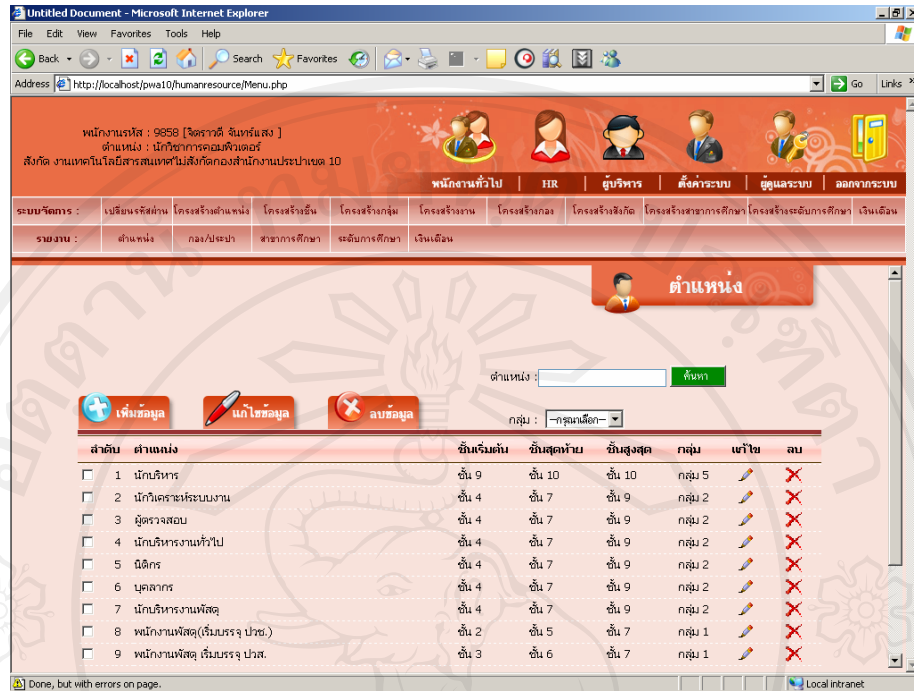 Untitled Document - Microsoft Internet Explorer
File Edit View Favorites Tools Help
Back Search Favorites
Address http://localhost/pwa10/humanresource/Menu.php Go Links »
พนักงานรหัส : 9858 [จิตราวดี จันทร์แสง ]
ตำแหน่ง : นักวิชาการคอมพิวเตอร์
สังกัด งานเทคโนโลยีสารสนเทศ"ไม่สังกัดกองสำนักงานประปาเขต 10
พนักงานทั่วไป | HR | ผู้บริหาร | ตั้งค่าระบบ | ผู้ดูแลระบบ | ออกจากระบบ
ระบบจัดการ : เปลี่ยนรหัสผ่าน โครงสร้างตำแหน่ง โครงสร้างชั้น โครงสร้างกลุ่ม โครงสร้างงาน โครงสร้างกอง โครงสร้างสังกัด โครงสร้างสาขาการศึกษา โครงสร้างระดับการศึกษา เงินเดือน
รายงาน : ตำแหน่ง กอง/ประปา สาขาการศึกษา ระดับการศึกษา เงินเดือน
ตำแหน่ง
ตำแหน่ง : ค้นหา
เพิ่มข้อมูล แก้ไขข้อมูล ลบข้อมูล
กลุ่ม : --กรุณาเลือก--
ลำดับ ตำแหน่ง ชั้นเริ่มต้น ชั้นสุดท้าย ชั้นสูงสุด กลุ่ม แก้ไข ลบ
1 นักบริหาร ชั้น 9 ชั้น 10 ชั้น 10 กลุ่ม 5
2 นักวิเคราะห์ระบบงาน ชั้น 4 ชั้น 7 ชั้น 9 กลุ่ม 2
3 ผู้ตรวจสอบ ชั้น 4 ชั้น 7 ชั้น 9 กลุ่ม 2
4 นักบริหารงานทั่วไป ชั้น 4 ชั้น 7 ชั้น 9 กลุ่ม 2
5 นิติกร ชั้น 4 ชั้น 7 ชั้น 9 กลุ่ม 2
6 บุคลากร ชั้น 4 ชั้น 7 ชั้น 9 กลุ่ม 2
7 นักบริหารงานพัสดุ ชั้น 4 ชั้น 7 ชั้น 9 กลุ่ม 2
8 พนักงานพัสดุ(เริ่มบรรจุ ปวช.) ชั้น 2 ชั้น 5 ชั้น 7 กลุ่ม 1
9 พนักงานพัสดุ เริ่มบรรจุ ปวส. ชั้น 3 ชั้น 6 ชั้น 7 กลุ่ม 1
Done, but with errors on page. Local intranet